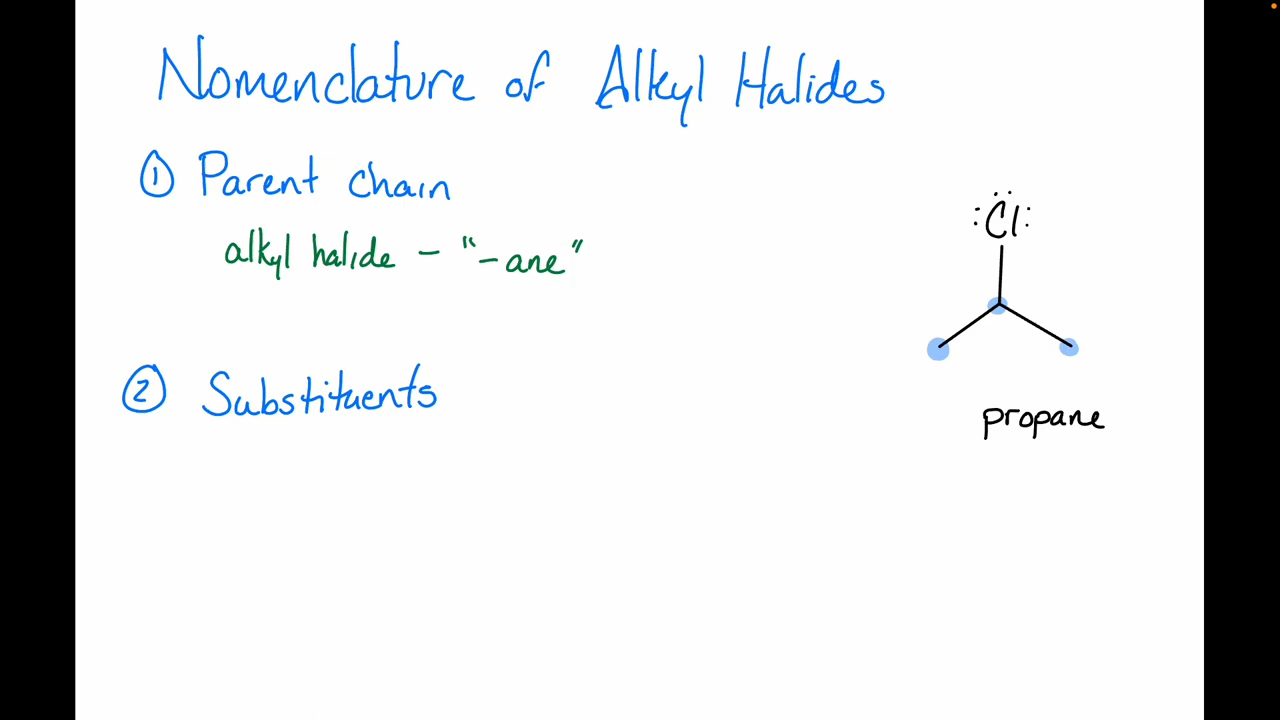 Nomenclature of Alkyl Halides
① Parent chain
alkyl halide – "-ane"
:Cl:
② Substituents
propane